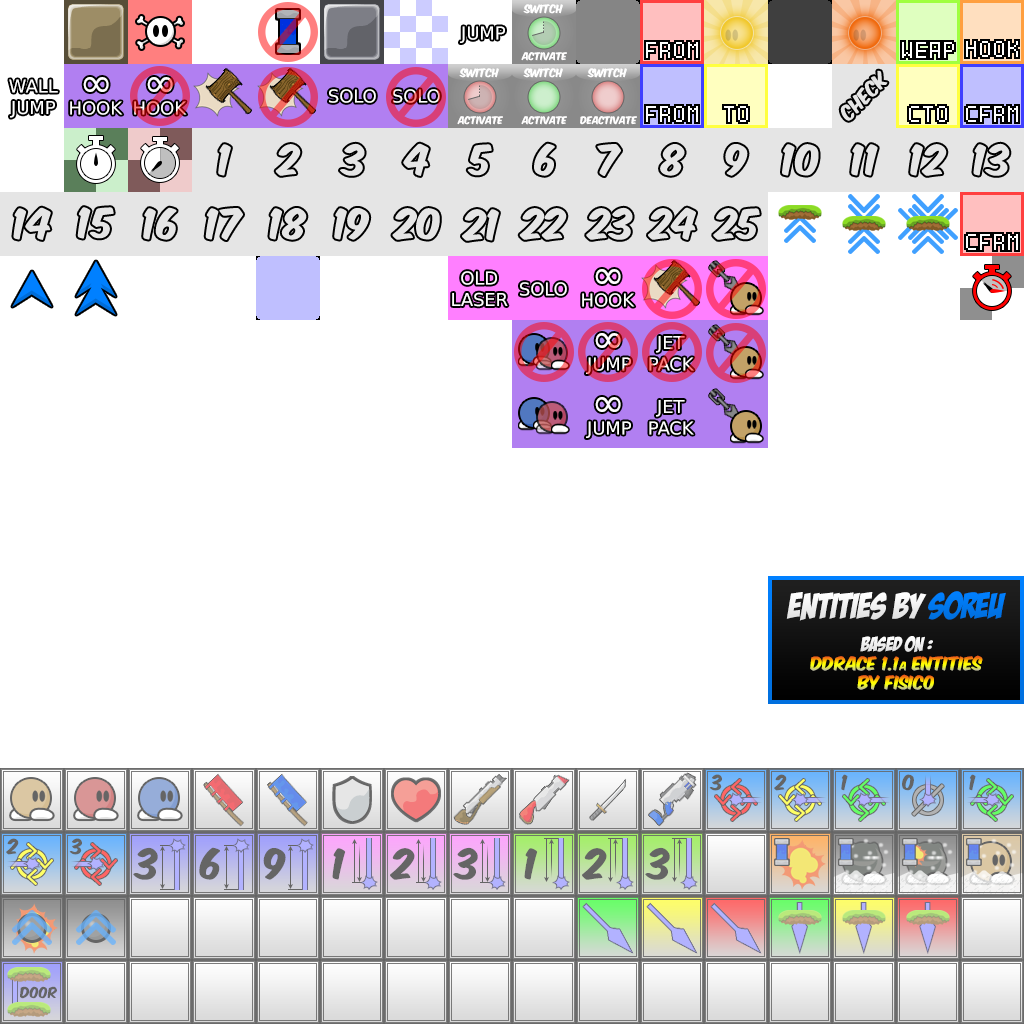 SWITCH
JUMP
ACTIVATE
FROM
WEAP
HOOK
WALL
JUMP
∞
HOOK
∞
HOOK
SOLO
SOLO
SWITCH
ACTIVATE
SWITCH
ACTIVATE
SWITCH
DEACTIVATE
FROM
TO
CHECK
CTO
CFRM
1 2 3 4 5 6 7 8 9 10 11 12 13
14 15 16 17 18 19 20 21 22 23 24 25
CFRM
OLD
LASER
SOLO
∞
HOOK
∞
JUMP
JET
PACK
∞
JUMP
JET
PACK
ENTITIES BY SOREU
BASED ON :
DDRACE 1.1A ENTITIES
BY FISICO
3 2 1 0 1
2 3 3 6 9 1 2 3 1 2 3
DOOR